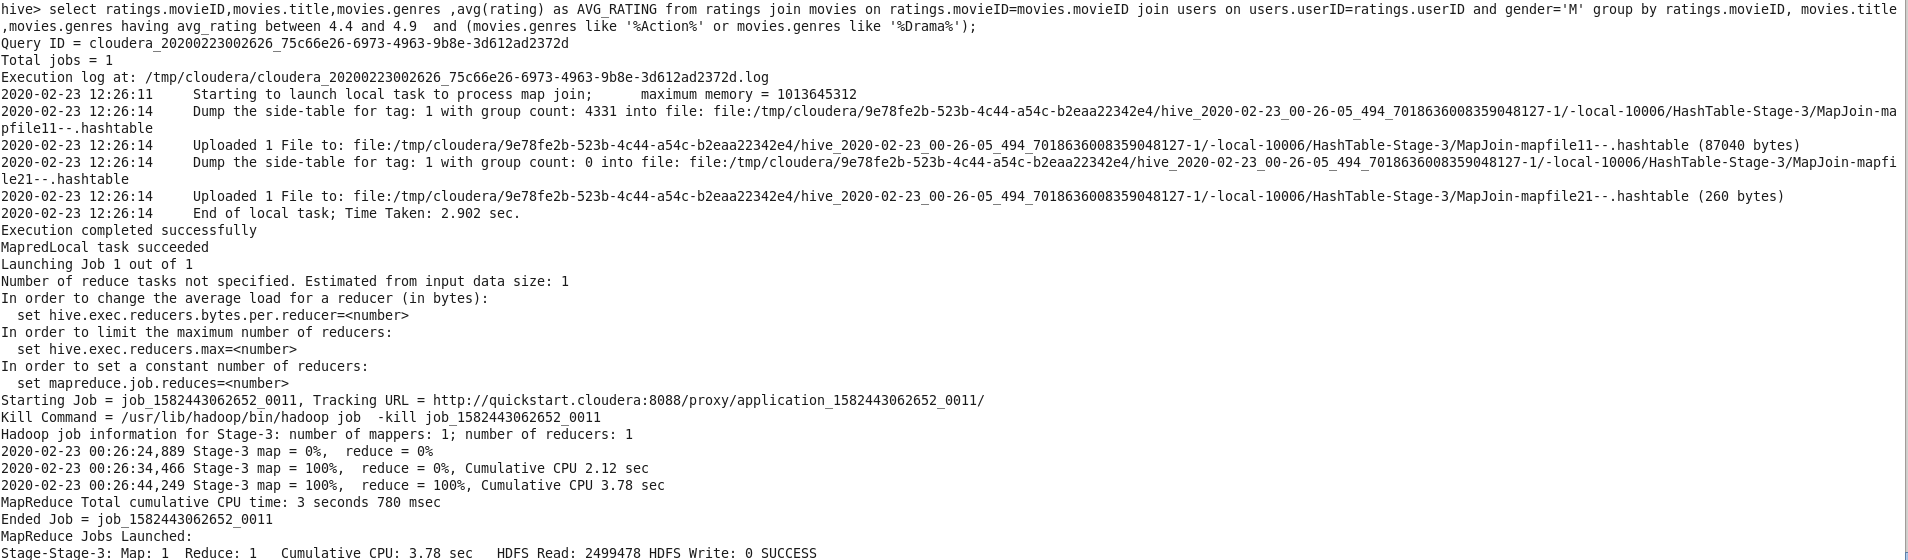 hive> select ratings.movieID,movies.title,movies.genres ,avg(rating) as AVG_RATING from ratings join movies on ratings.movieID=movies.movieID join users on users.userID=ratings.userID and gender='M' group by ratings.movieID, movies.title
,movies.genres having avg_rating between 4.4 and 4.9  and (movies.genres like '%Action%' or movies.genres like '%Drama%');
Query ID = cloudera_20200223002626_75c66e26-6973-4963-9b8e-3d612ad2372d
Total jobs = 1
Execution log at: /tmp/cloudera/cloudera_20200223002626_75c66e26-6973-4963-9b8e-3d612ad2372d.log
2020-02-23 12:26:11     Starting to launch local task to process map join;      maximum memory = 1013645312
2020-02-23 12:26:14     Dump the side-table for tag: 1 with group count: 4331 into file: file:/tmp/cloudera/9e78fe2b-523b-4c44-a54c-b2eaa22342e4/hive_2020-02-23_00-26-05_494_7018636008359048127-1/-local-10006/HashTable-Stage-3/MapJoin-ma
pfile11--.hashtable
2020-02-23 12:26:14     Uploaded 1 File to: file:/tmp/cloudera/9e78fe2b-523b-4c44-a54c-b2eaa22342e4/hive_2020-02-23_00-26-05_494_7018636008359048127-1/-local-10006/HashTable-Stage-3/MapJoin-mapfile11--.hashtable (87040 bytes)
2020-02-23 12:26:14     Dump the side-table for tag: 1 with group count: 0 into file: file:/tmp/cloudera/9e78fe2b-523b-4c44-a54c-b2eaa22342e4/hive_2020-02-23_00-26-05_494_7018636008359048127-1/-local-10006/HashTable-Stage-3/MapJoin-mapfi
le21--.hashtable
2020-02-23 12:26:14     Uploaded 1 File to: file:/tmp/cloudera/9e78fe2b-523b-4c44-a54c-b2eaa22342e4/hive_2020-02-23_00-26-05_494_7018636008359048127-1/-local-10006/HashTable-Stage-3/MapJoin-mapfile21--.hashtable (260 bytes)
2020-02-23 12:26:14     End of local task; Time Taken: 2.902 sec.
Execution completed successfully
MapredLocal task succeeded
Launching Job 1 out of 1
Number of reduce tasks not specified. Estimated from input data size: 1
In order to change the average load for a reducer (in bytes):
  set hive.exec.reducers.bytes.per.reducer=<number>
In order to limit the maximum number of reducers:
  set hive.exec.reducers.max=<number>
In order to set a constant number of reducers:
  set mapreduce.job.reduces=<number>
Starting Job = job_1582443062652_0011, Tracking URL = http://quickstart.cloudera:8088/proxy/application_1582443062652_0011/
Kill Command = /usr/lib/hadoop/bin/hadoop job  -kill job_1582443062652_0011
Hadoop job information for Stage-3: number of mappers: 1; number of reducers: 1
2020-02-23 00:26:24,889 Stage-3 map = 0%,  reduce = 0%
2020-02-23 00:26:34,466 Stage-3 map = 100%,  reduce = 0%, Cumulative CPU 2.12 sec
2020-02-23 00:26:44,249 Stage-3 map = 100%,  reduce = 100%, Cumulative CPU 3.78 sec
MapReduce Total cumulative CPU time: 3 seconds 780 msec
Ended Job = job_1582443062652_0011
MapReduce Jobs Launched:
Stage-Stage-3: Map: 1  Reduce: 1   Cumulative CPU: 3.78 sec   HDFS Read: 2499478 HDFS Write: 0 SUCCESS